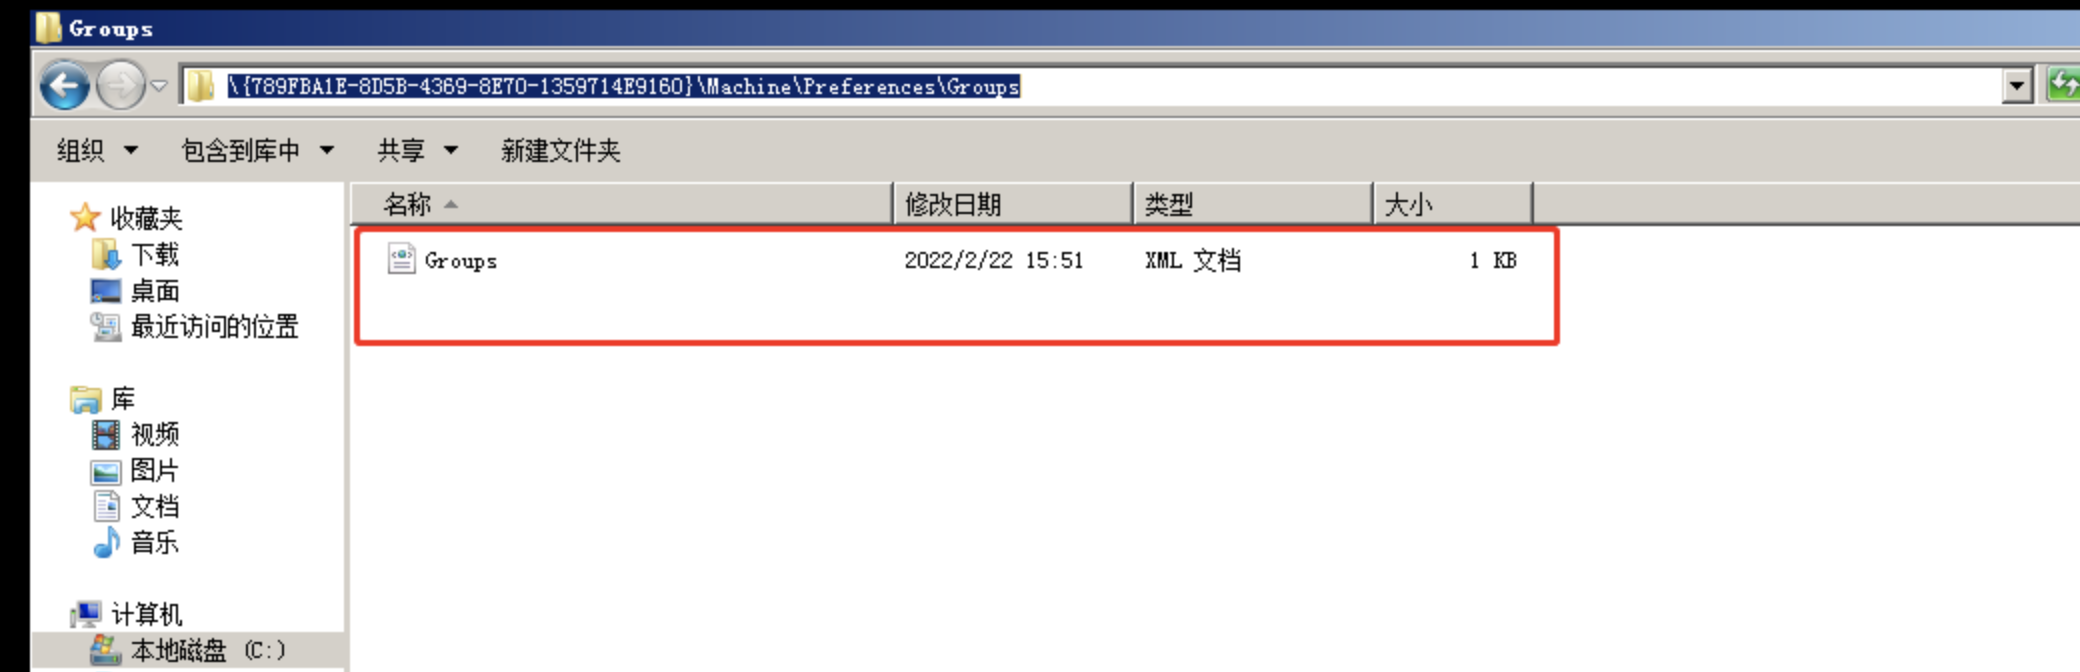 Groups
\{789FBA1E-8D5B-4369-8E70-1359714E9160}\Machine\Preferences\Groups
组织 包含到库中 共享 新建文件夹
名称 修改日期 类型 大小
Groups 2022/2/22 15:51 XML 文档 1 KB
收藏夹
下载
桌面
最近访问的位置
库
视频
图片
文档
音乐
计算机
本地磁盘 (C:)